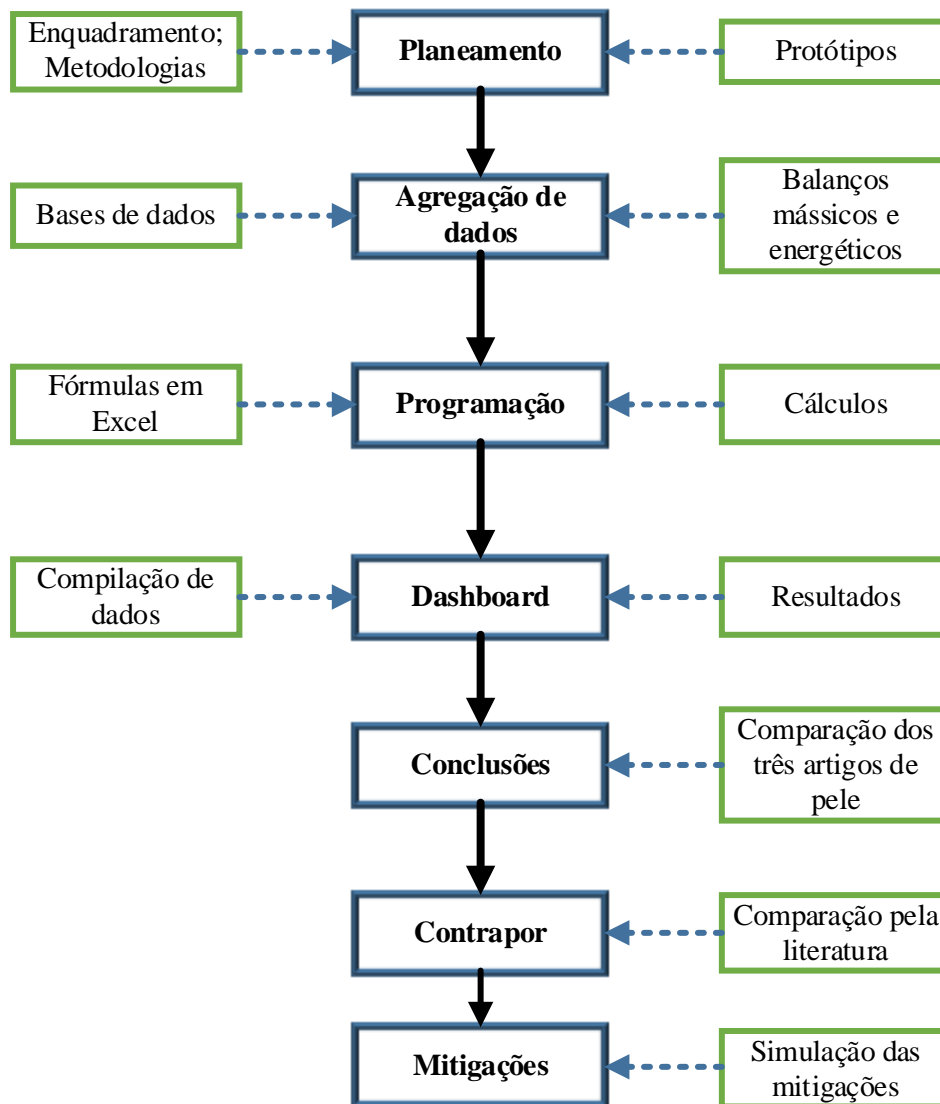 Enquadramento;
Metodologias
Planeamento
Protótipos
Bases de dados
Agregação de
dados
Balanços
mássicos e
energéticos
Fórmulas em
Excel
Programação
Cálculos
Compilação de
dados
Dashboard
Resultados
Conclusões
Comparação dos
três artigos de
pele
Contrapor
Comparação pela
literatura
Mitigações
Simulação das
mitigações